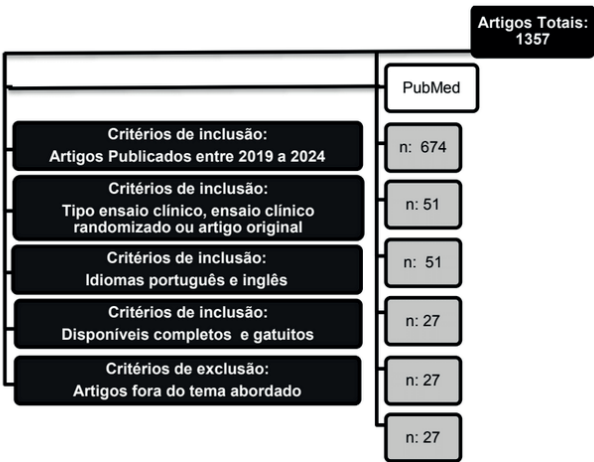 Artigos Totais:
1357
PubMed
Critérios de inclusão:
Artigos Publicados entre 2019 a 2024
n: 674
Critérios de inclusão:
Tipo ensaio clínico, ensaio clínico
randomizado ou artigo original
n: 51
Critérios de inclusão:
Idiomas português e inglês
n: 51
Critérios de inclusão:
Disponíveis completos e gatuitos
n: 27
Critérios de exclusão:
Artigos fora do tema abordado
n: 27
n: 27